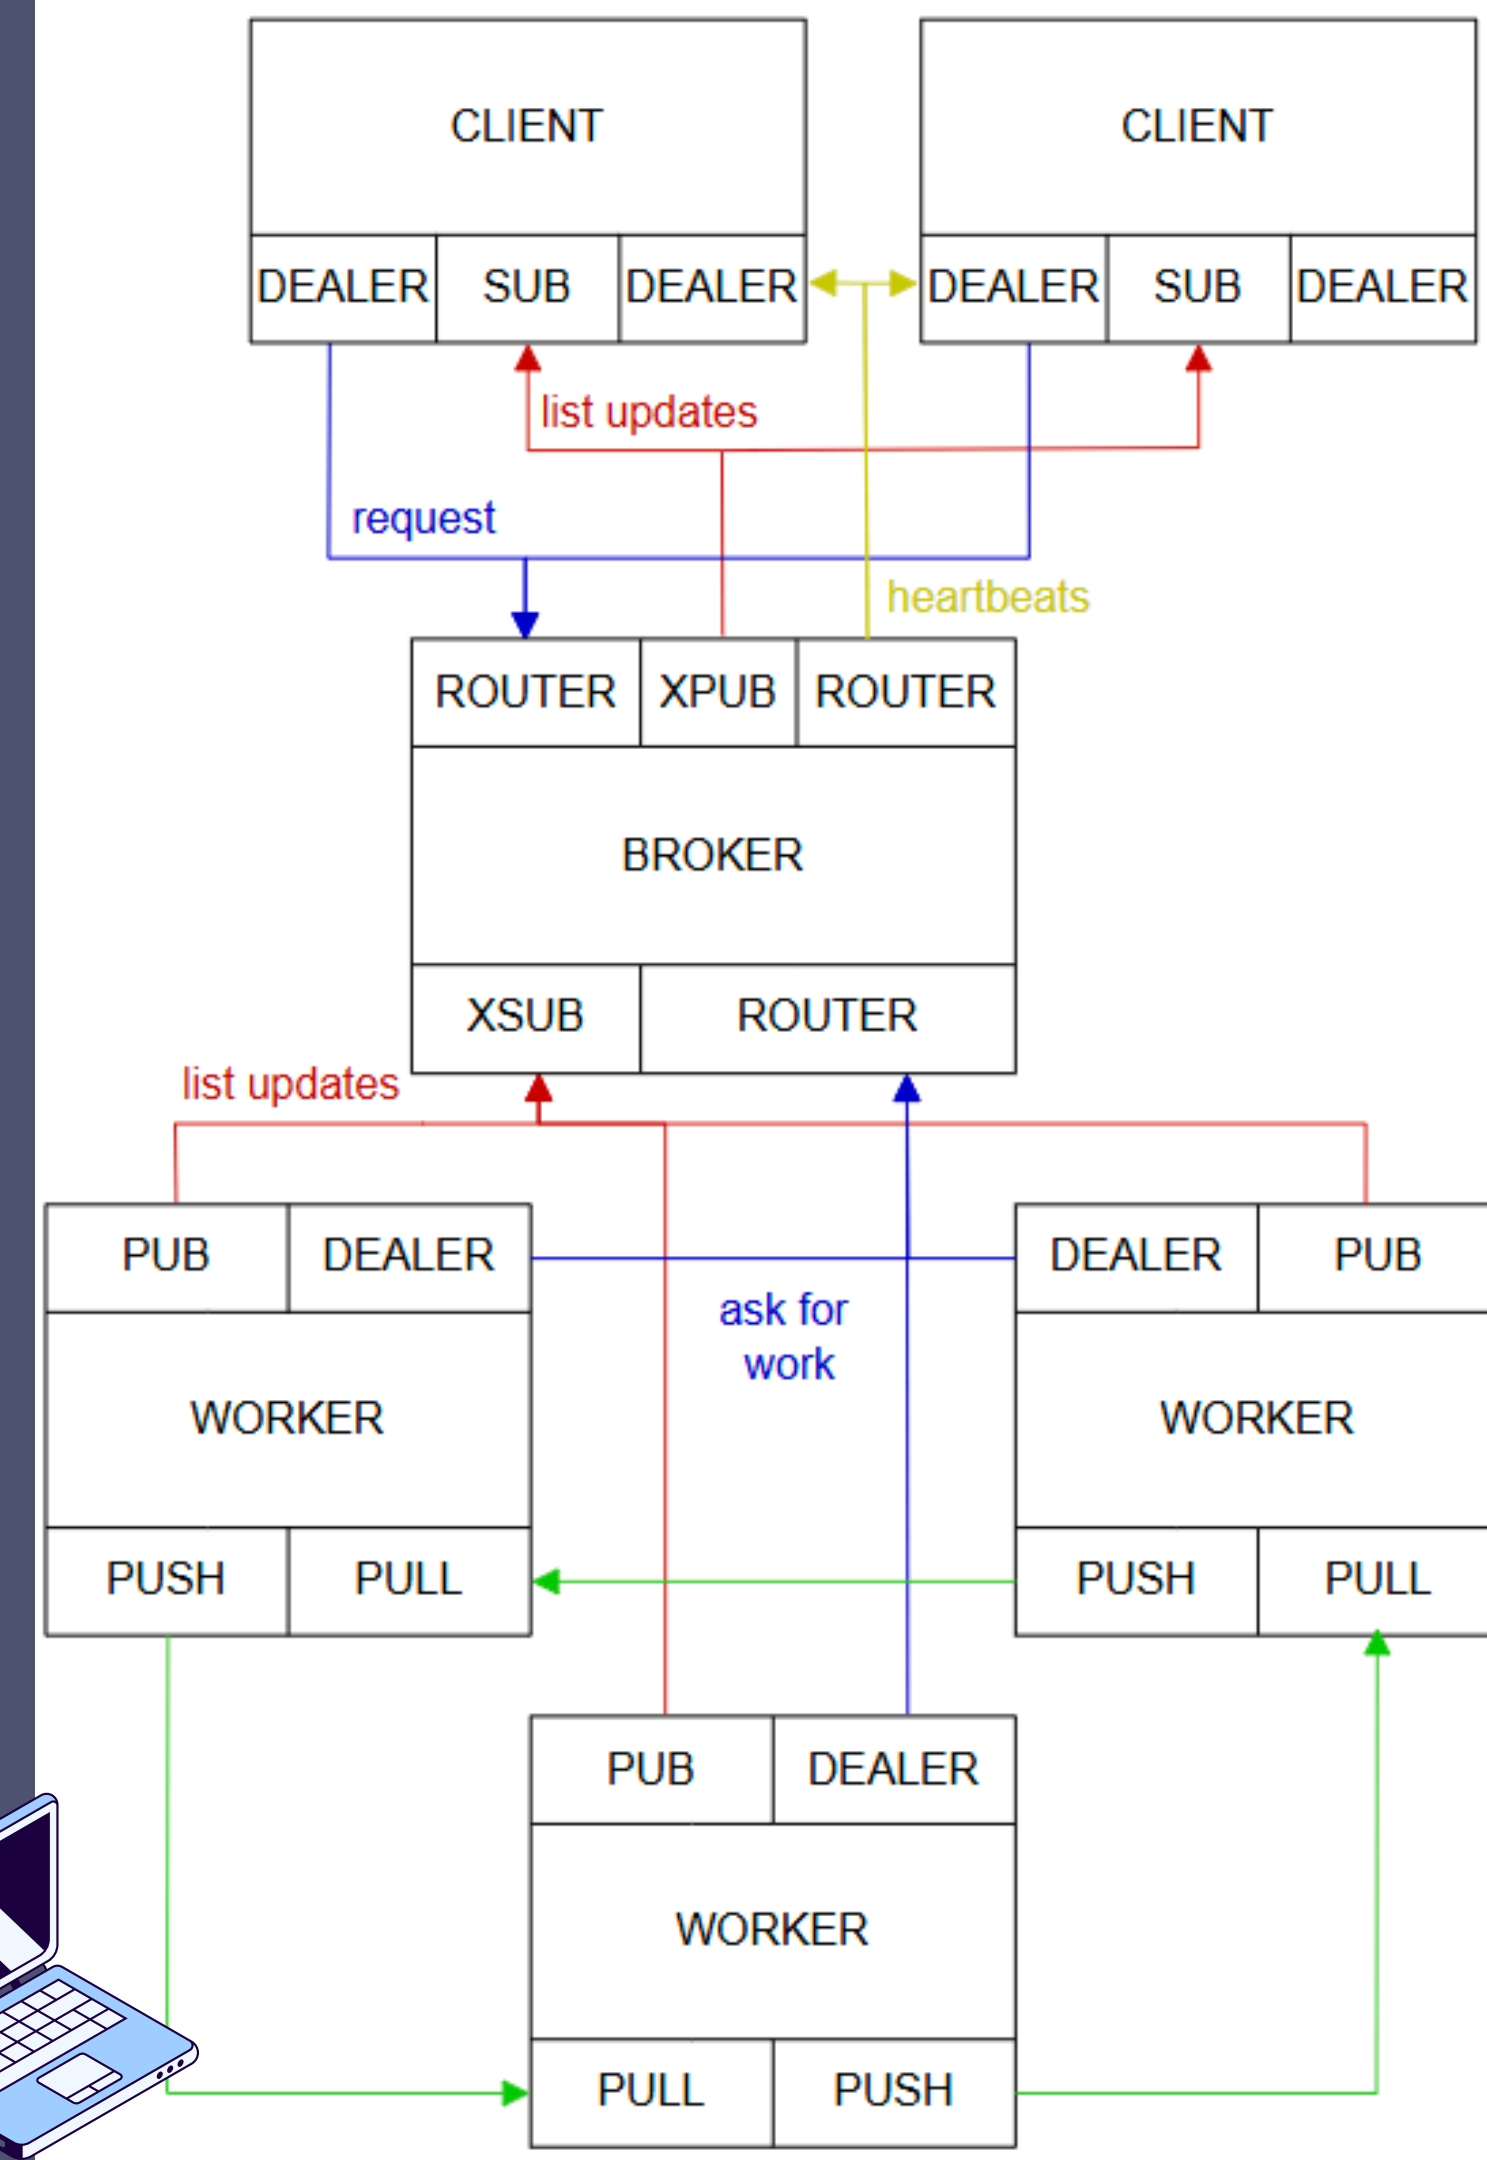 CLIENT
CLIENT
DEALER SUB DEALER
DEALER SUB DEALER
list updates
request
heartbeats
ROUTER XPUB ROUTER
BROKER
XSUB ROUTER
list updates
PUB DEALER
DEALER PUB
ask for
work
WORKER
WORKER
PUSH PULL
PUSH PULL
PUB DEALER
WORKER
PULL PUSH